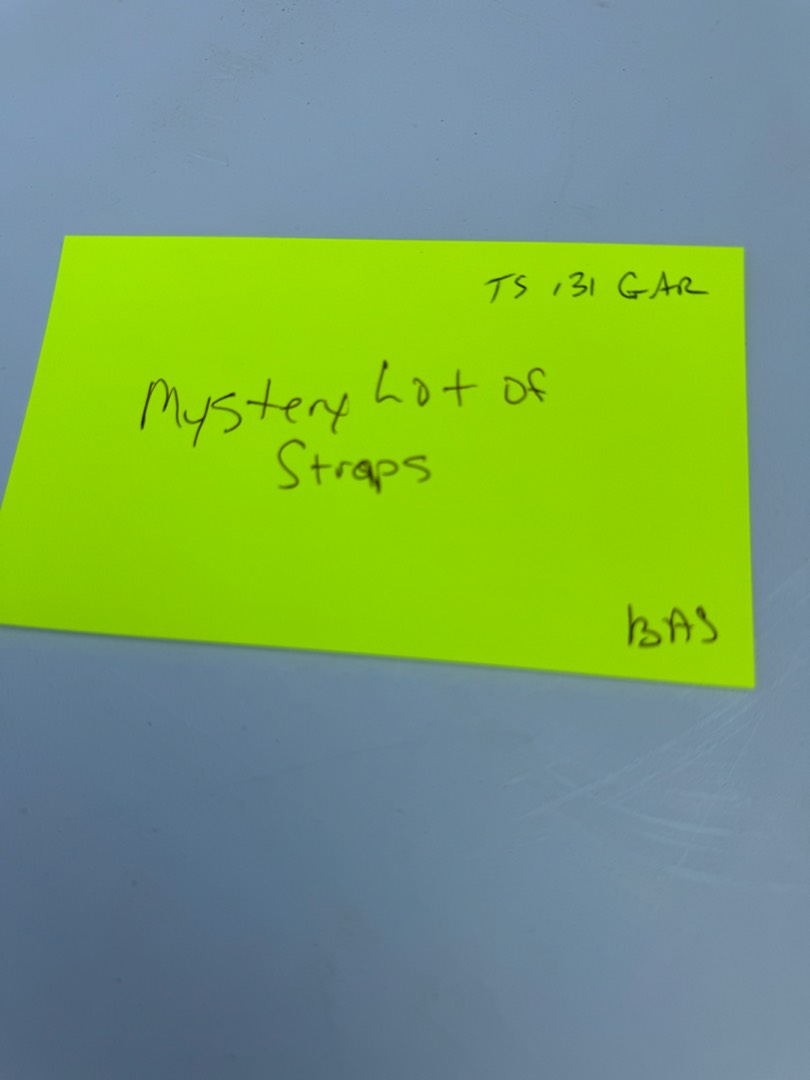 TS 131 GAR
Mystery Lot of
Straps
BAS